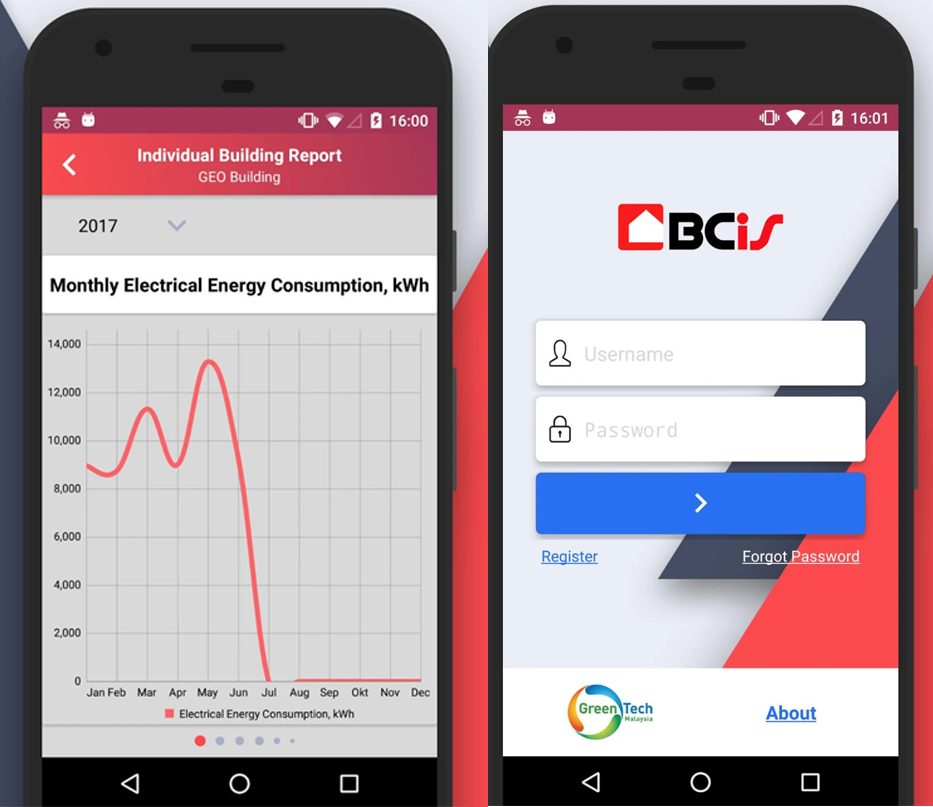 16:00
Individual Building Report
GEO Building
2017
Monthly Electrical Energy Consumption, kWh
14,000
12,000
10,000
8,000
6,000
4,000
2,000
0
Jan Feb Mar Apr May Jun Jul Aug Sep Okt Nov Dec
Electrical Energy Consumption, kWh
16:01
BCiS
Username
Password
Register Forgot Password
GreenTech
Malaysia
About